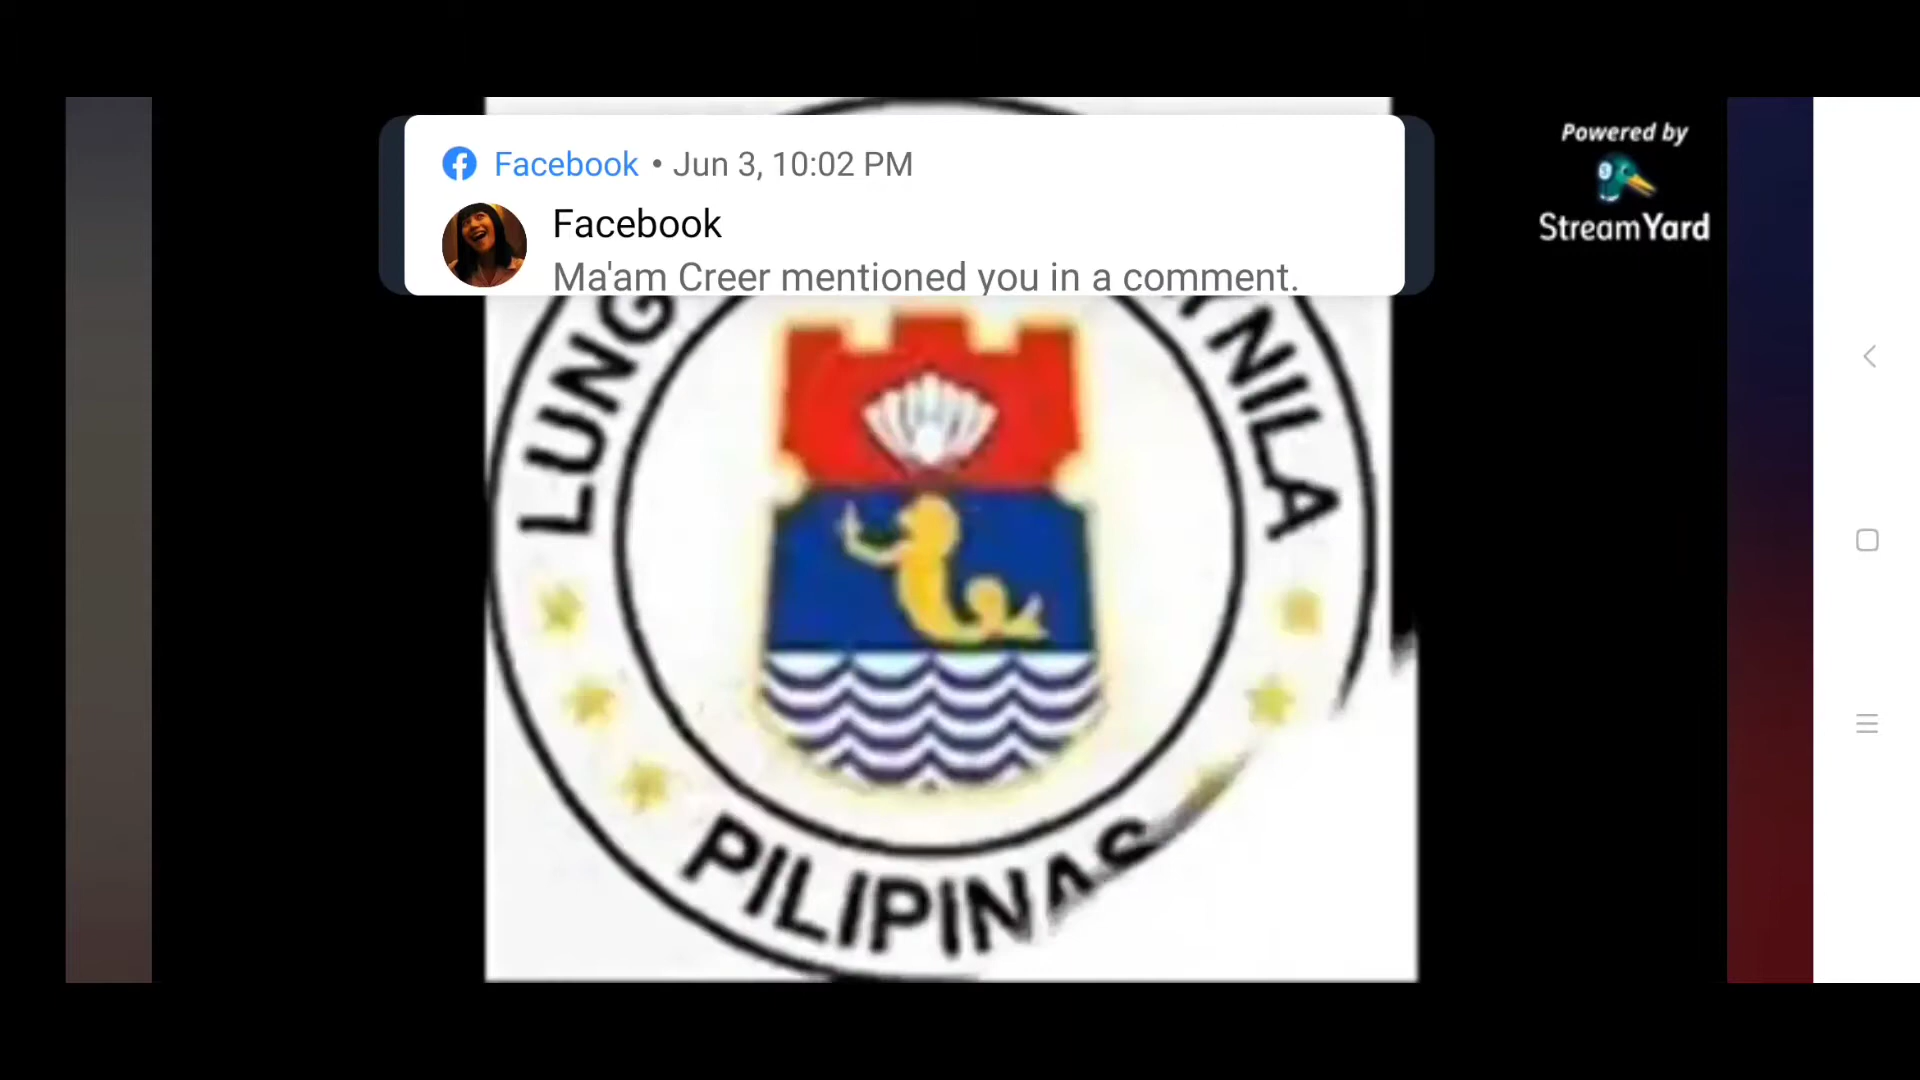 Facebook • Jun 3, 10:02 PM
Facebook
Ma'am Creer mentioned you in a comment.
Powered by
StreamYard
LUNG
NILA
PILIPINAS